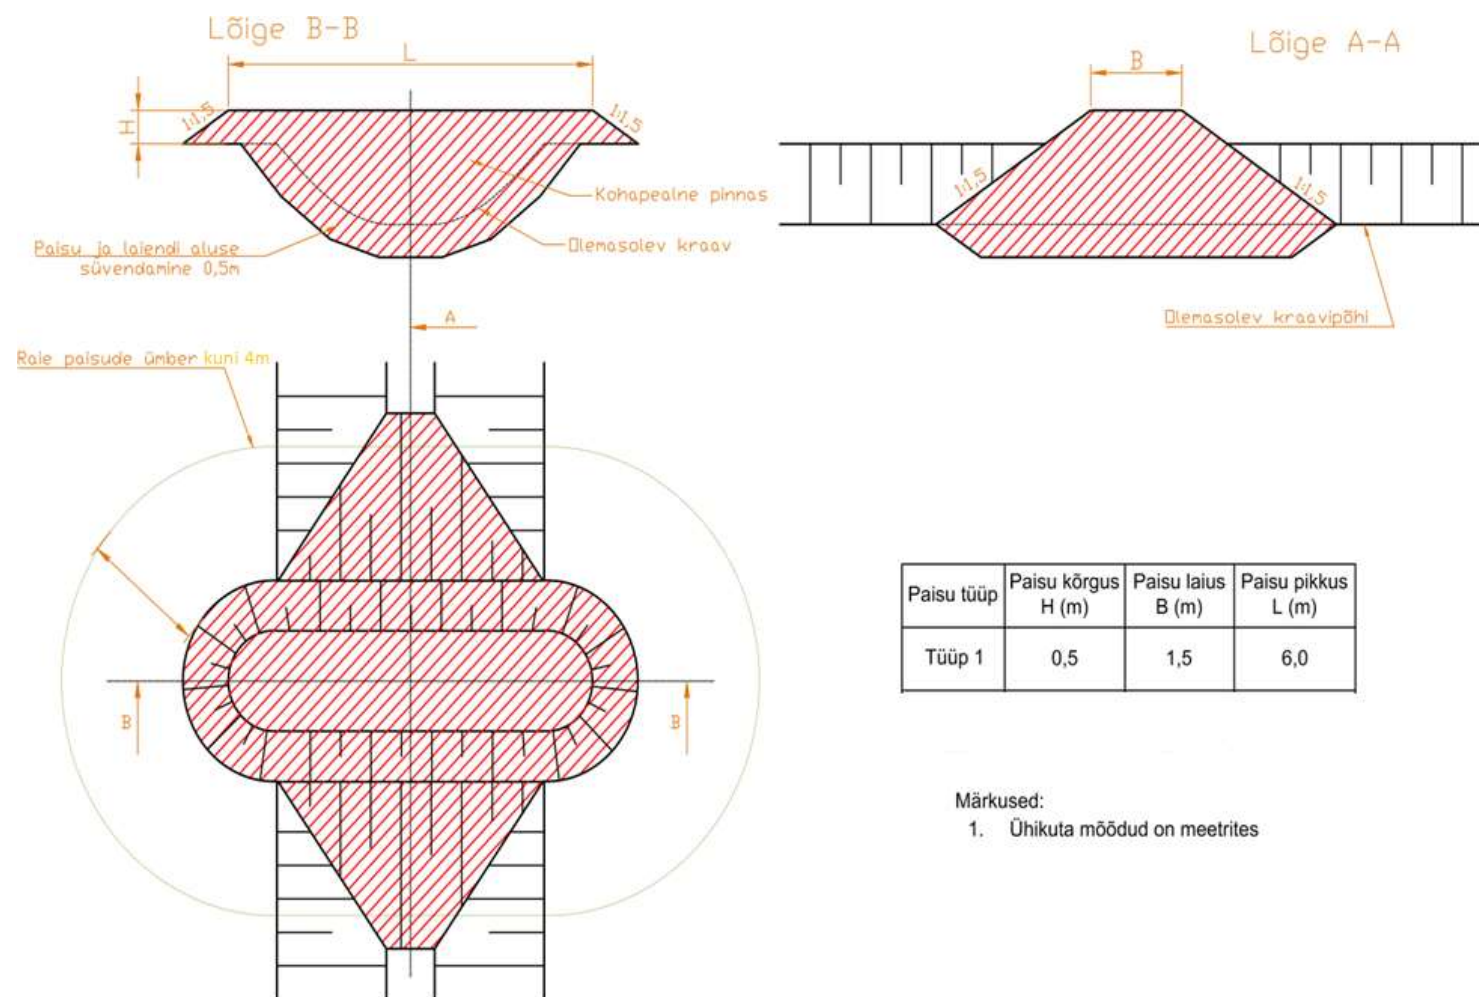 Lõige B-B
L
H
1:1,5
1:1,5
Kohapealne pinnas
Olemasolev kraav
Paisu ja laiendi aluse
süvendamine 0,5m
Lõige A-A
B
1:1,5
1:1,5
Olemasolev kraavipõhi
A
Raie paisude ümber kuni 4m
B
B
Paisu tüüp
Paisu kõrgus
H (m)
Paisu laius
B (m)
Paisu pikkus
L (m)
Tüüp 1
0,5
1,5
6,0
Märkused:
1. Ühikuta mõõdud on meetrites